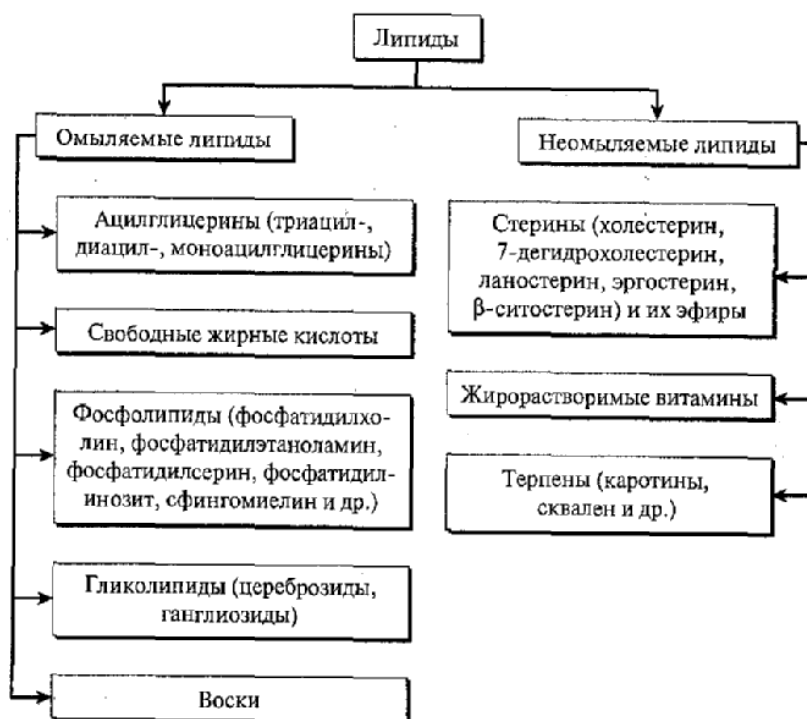 Липиды
Омыляемые липиды
Неомыляемые липиды
Ацилглицерины (триацил-,
диацил-, моноацилглицерины)
Свободные жирные кислоты
Фосфолипиды (фосфатидилхо-
лин, фосфатидилэтаноламин,
фосфатидилсерин, фосфатидил-
инозит, сфингомиелин и др.)
Гликолипиды (цереброзиды,
ганглиозиды)
Воски
Стерины (холестерин,
7-дегидрохолестерин,
ланостерин, эргостерин,
β-ситостерин) и их эфиры
Жирорастворимые витамины
Терпены (каротины,
сквален и др.)